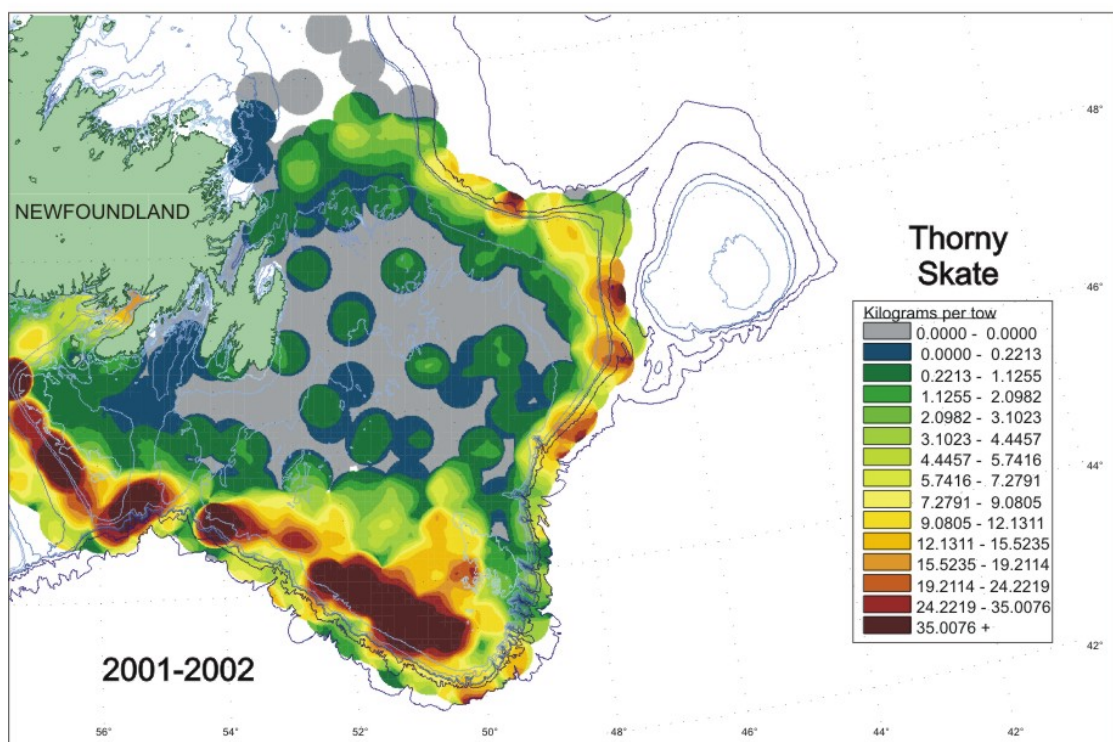 NEWFOUNDLAND
Thorny
Skate
Kilograms per tow
0.0000 - 0.0000
0.0000 - 0.2213
0.2213 - 1.1255
1.1255 - 2.0982
2.0982 - 3.1023
3.1023 - 4.4457
4.4457 - 5.7416
5.7416 - 7.2791
7.2791 - 9.0805
9.0805 - 12.1311
12.1311 - 15.5235
15.5235 - 19.2114
19.2114 - 24.2219
24.2219 - 35.0076
35.0076 +
48°
46°
44°
42°
2001-2002
56°
54°
52°
50°
48°
46°
44°
42°